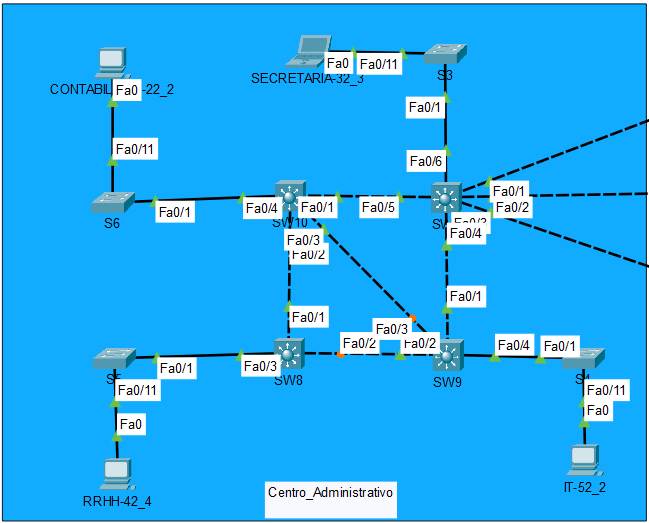 SECRETARIA-32_3
Fa0
Fa0/11
S3
CONTABIL
-22_2
Fa0
Fa0/1
Fa0/11
Fa0/6
Fa0/1
S6
Fa0/4
Fa0/1
SW10
Fa0/5
Fa0/1
Fa0/2
Fa0/3
Fa0/2
Fa0/4
Fa0/1
Fa0/1
Fa0/3
Fa0/2
Fa0/2
Fa0/1
Fa0/3
SW8
SW9
Fa0/4
Fa0/1
S4
Fa0/11
Fa0
RRHH-42_4
Fa0/11
Fa0
IT-52_2
Centro_Administrativo